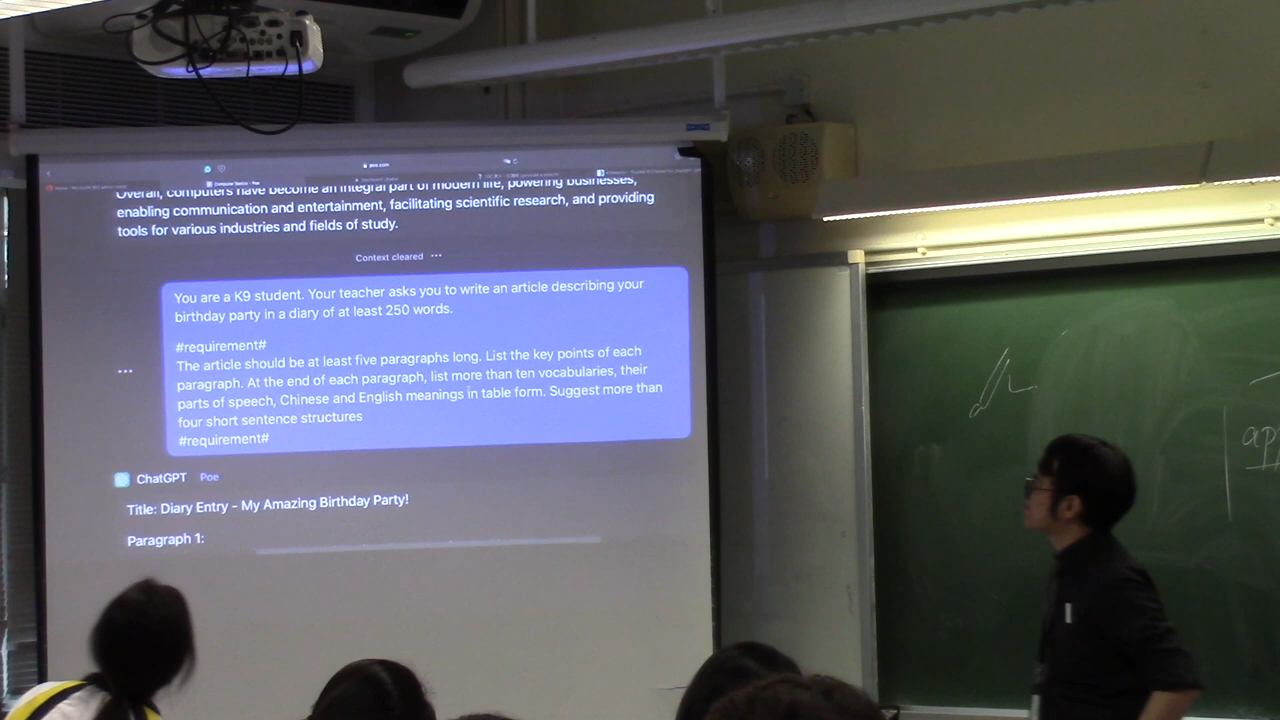 poe.com
Computer Basics - Poe
Overall, computers have become an integral part of modern life, powering businesses,
enabling communication and entertainment, facilitating scientific research, and providing
tools for various industries and fields of study.
Context cleared
You are a K9 student. Your teacher asks you to write an article describing your
birthday party in a diary of at least 250 words.
#requirement#
The article should be at least five paragraphs long. List the key points of each
paragraph. At the end of each paragraph, list more than ten vocabularies, their
parts of speech, Chinese and English meanings in table form. Suggest more than
four short sentence structures
#requirement#
ChatGPT Poe
Title: Diary Entry - My Amazing Birthday Party!
Paragraph 1: